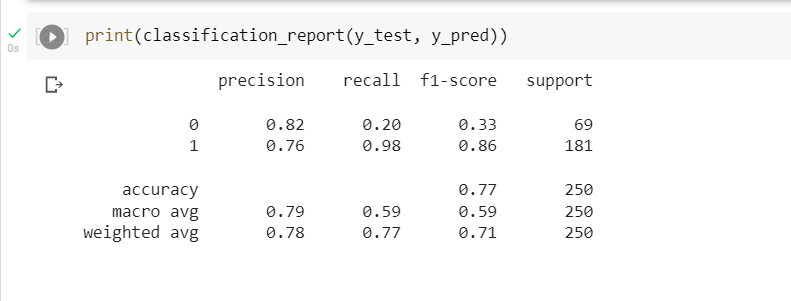 0s [ ] print(classification_report(y_test, y_pred))
precision recall f1-score support
0 0.82 0.20 0.33 69
1 0.76 0.98 0.86 181
accuracy 0.77 250
macro avg 0.79 0.59 0.59 250
weighted avg 0.78 0.77 0.71 250